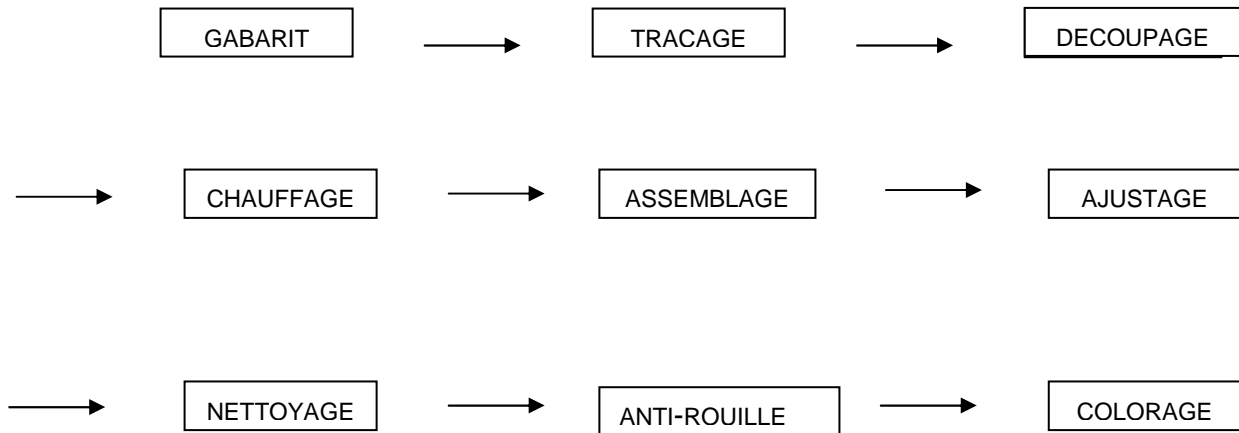 GABARIT TRACAGE DECOUPAGE
CHAUFFAGE ASSEMBLAGE AJUSTAGE
NETTOYAGE ANTI-ROUILLE COLORAGE